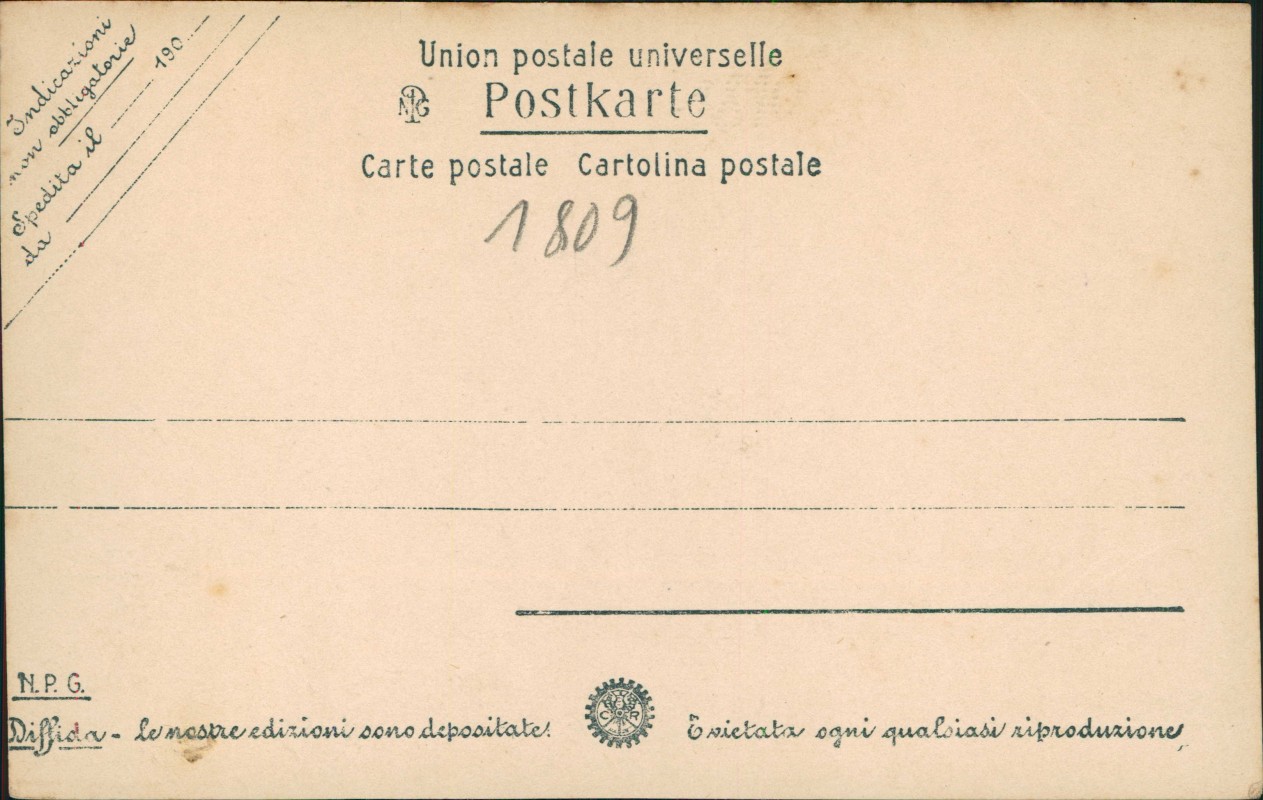 Indicazioni
non obbligatorie
Spedita il 190
da
Union postale universelle
NPG Postkarte
Carte postale Cartolina postale
1809
N. P. G.
Diffida - le nostre edizioni sono depositate! C R È vietata ogni qualsiasi riproduzione,